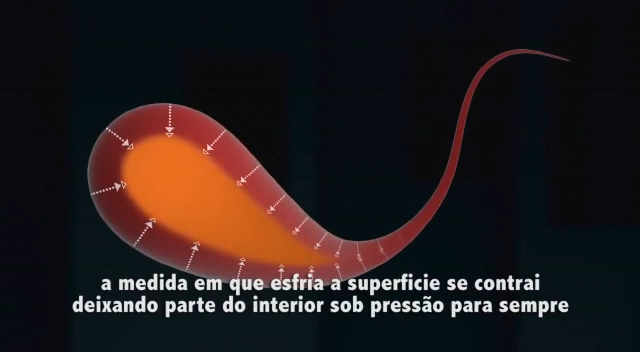 a medida em que esfria a superficie se contrai
deixando parte do interior sob pressão para sempre